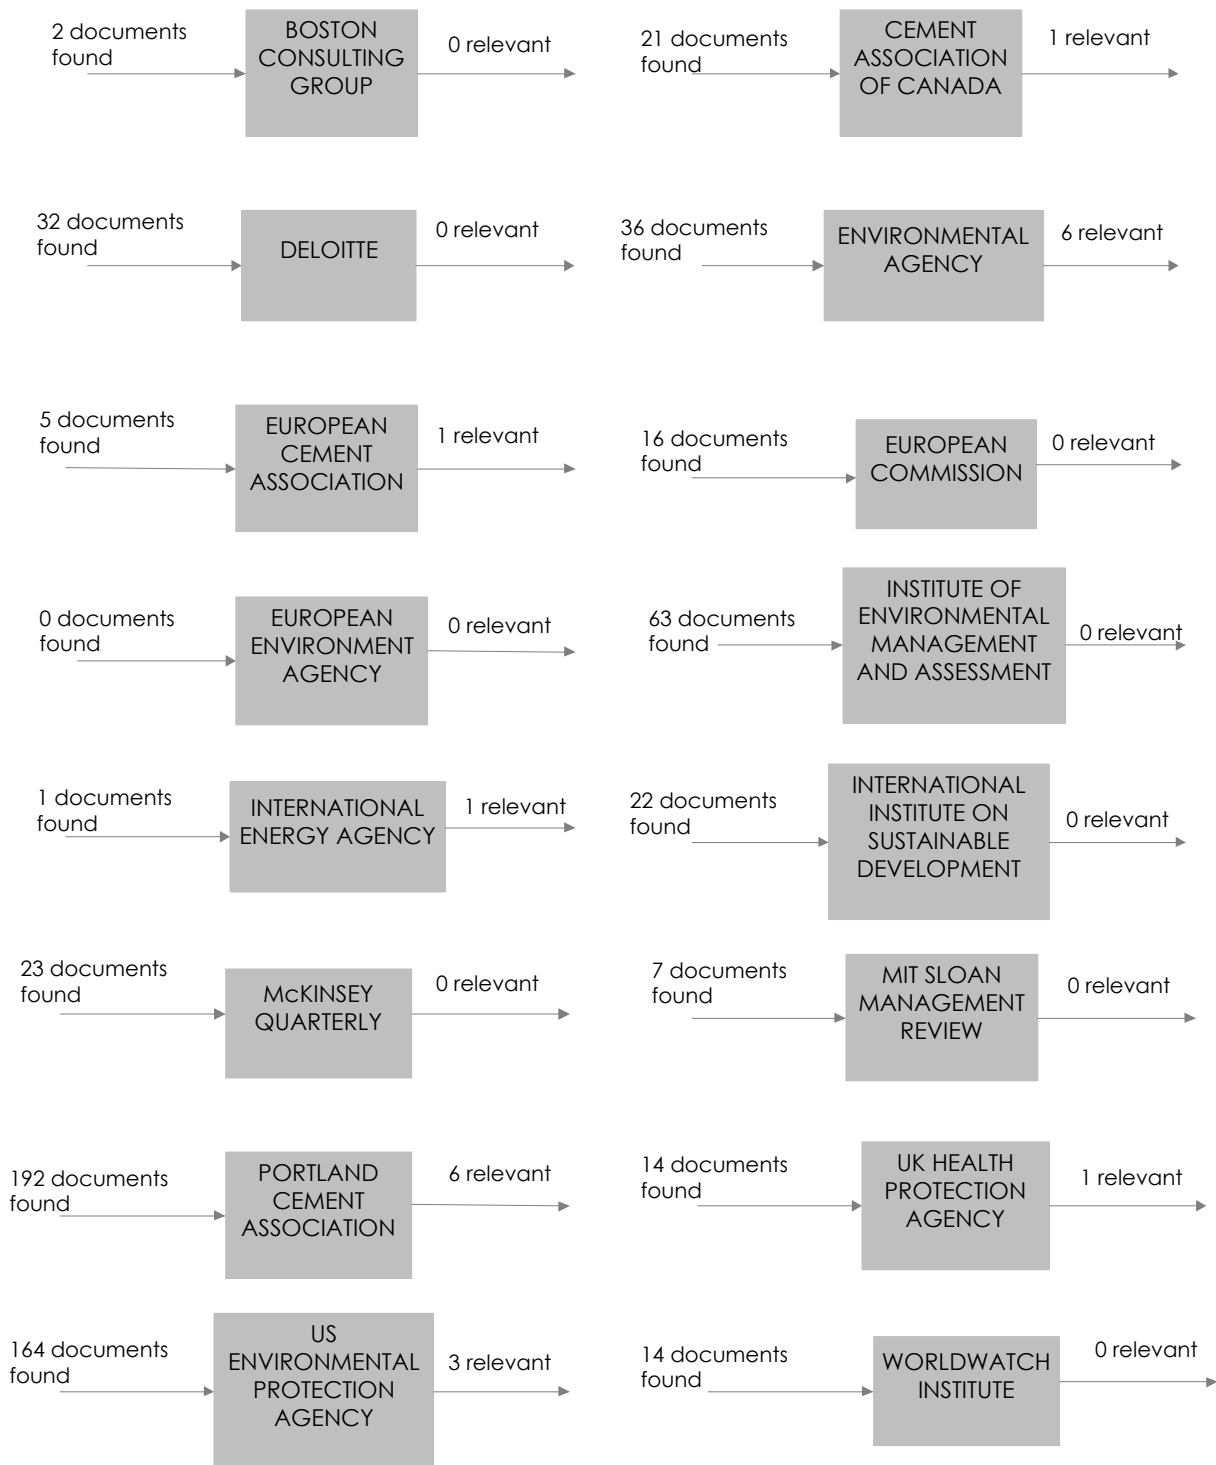 2 documents
found
BOSTON
CONSULTING
GROUP
0 relevant
21 documents
found
CEMENT
ASSOCIATION
OF CANADA
1 relevant
32 documents
found
DELOITTE
0 relevant
36 documents
found
ENVIRONMENTAL
AGENCY
6 relevant
5 documents
found
EUROPEAN
CEMENT
ASSOCIATION
1 relevant
16 documents
found
EUROPEAN
COMMISSION
0 relevant
0 documents
found
EUROPEAN
ENVIRONMENT
AGENCY
0 relevant
63 documents
found
INSTITUTE OF
ENVIRONMENTAL
MANAGEMENT
AND ASSESSMENT
0 relevant
1 documents
found
INTERNATIONAL
ENERGY AGENCY
1 relevant
22 documents
found
INTERNATIONAL
INSTITUTE ON
SUSTAINABLE
DEVELOPMENT
0 relevant
23 documents
found
McKINSEY
QUARTERLY
0 relevant
7 documents
found
MIT SLOAN
MANAGEMENT
REVIEW
0 relevant
192 documents
found
PORTLAND
CEMENT
ASSOCIATION
6 relevant
14 documents
found
UK HEALTH
PROTECTION
AGENCY
1 relevant
164 documents
found
US
ENVIRONMENTAL
PROTECTION
AGENCY
3 relevant
14 documents
found
WORLDWATCH
INSTITUTE
0 relevant